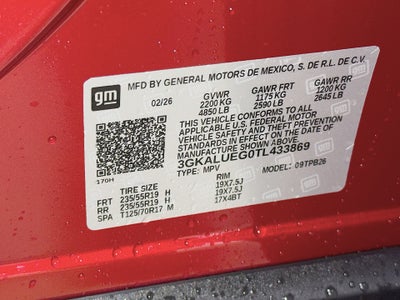 gm
MFD BY GENERAL MOTORS DE MEXICO, S. DE R.L. DE C.V.
02/26 GVWR GAWR FRT GAWR RR
2200 KG 1175 KG 1200 KG
4850 LB 2590 LB 2645 LB
THIS VEHICLE CONFORMS TO ALL
APPLICABLE U.S. FEDERAL MOTOR
VEHICLE SAFETY AND THEFT PREVENTION
STANDARDS IN EFFECT ON THE DATE OF
MANUFACTURE SHOWN ABOVE.
3GKALUEG0TL433869
170H TYPE: MPV MODEL: 09TPB26
TIRE SIZE RIM
FRT 235/55R19 H 19X7.5J
RR 235/55R19 H 19X7.5J
SPA T125/70R17 M 17X4BT